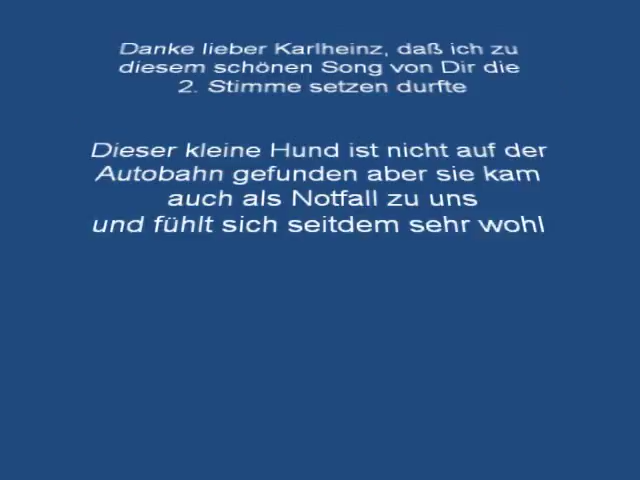 Danke lieber Karlheinz, daß ich zu
diesem schönen Song von Dir die
2. Stimme setzen durfte
Dieser kleine Hund ist nicht auf der
Autobahn gefunden aber sie kam
auch als Notfall zu uns
und fühlt sich seitdem sehr wohl